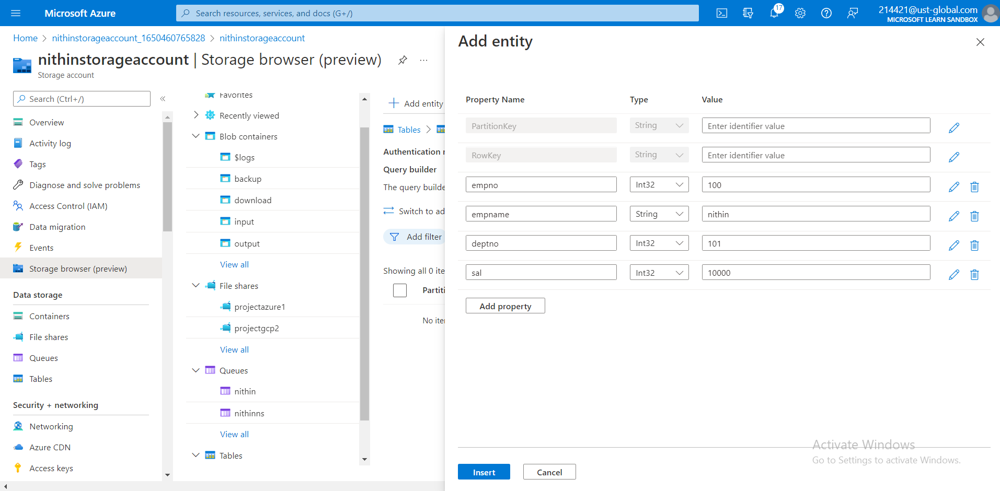 Microsoft Azure
Search resources, services, and docs (G+/)
17
214421@ust-global.com
MICROSOFT LEARN SANDBOX
Home > nithinstorageaccount_1650460765828 > nithinstorageaccount
nithinstorageaccount | Storage browser (preview) ...
Storage account
Search (Ctrl+/) «
Overview
Activity log
Tags
Diagnose and solve problems
Access Control (IAM)
Data migration
Events
Storage browser (preview)
Data storage
Containers
File shares
Queues
Tables
Security + networking
Networking
Azure CDN
Access keys
Favorites
Recently viewed
Blob containers
$logs
backup
download
input
output
View all
File shares
projectazure1
projectgcp2
View all
Queues
nithin
nithinns
View all
Tables
Add entity
Tables >
Authentication
Query builder
The query builde
Switch to ad
Add filter
Showing all 0 ite
Partiti
No iter
Add entity
Property Name Type Value
PartitionKey String Enter identifier value
RowKey String Enter identifier value
empno Int32 100
empname String nithin
deptno Int32 101
sal Int32 10000
Add property
Activate Windows
Go to Settings to activate Windows.
Insert Cancel